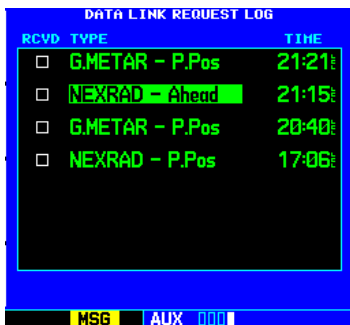 DATA LINK REQUEST LOG
RCVD TYPE TIME
G.METAR - P.Pos 21:21
NEXRAD - Ahead 21:15
G.METAR - P.Pos 20:40
NEXRAD - P.Pos 17:06
MSG AUX